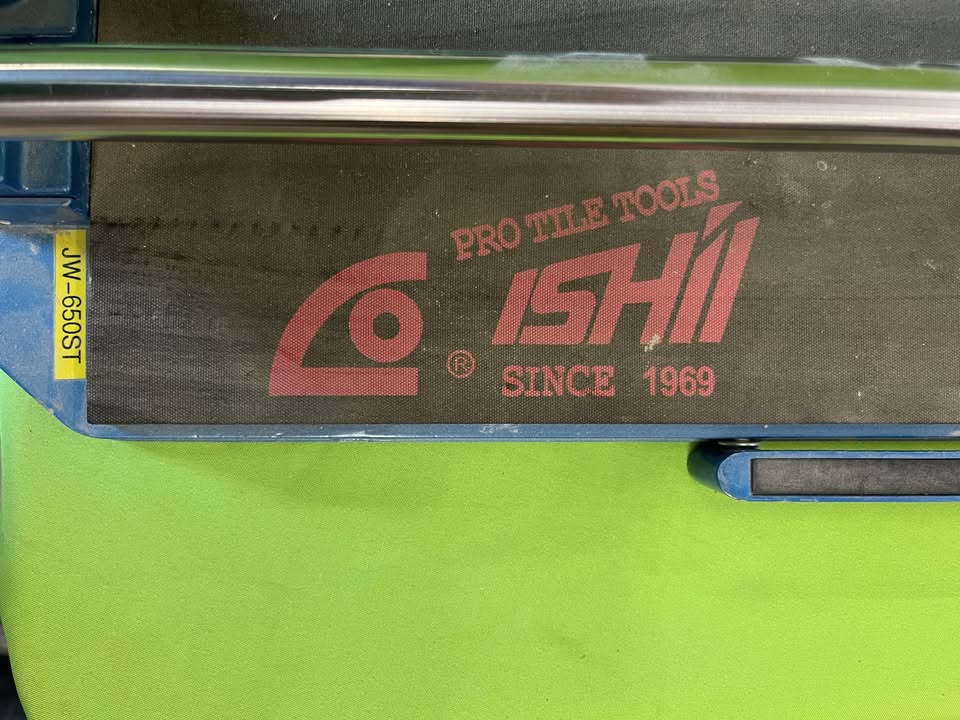 PRO TILE TOOLS
ISHII
®
SINCE 1969
JW-650ST